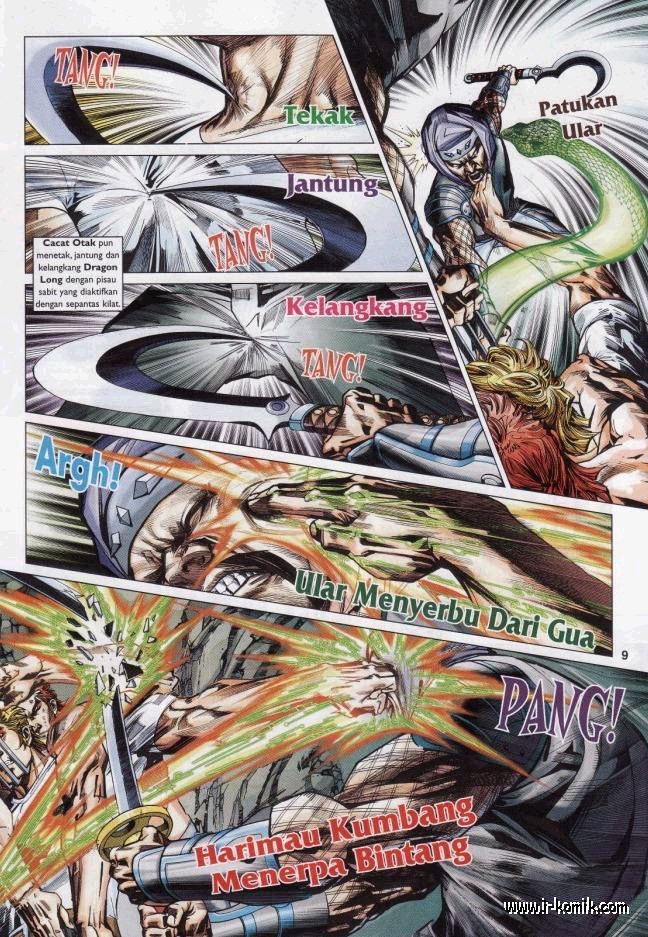 TANG!
Tekak
Patukan
Ular
Jantung
TANG!
Cacat Otak pun
menetak, jantung dan
kelangkang Dragon
Long dengan pisau
sabit yang diaktifkan
dengan sepantas kilat.
Kelangkang
TANG!
Argh!
Ular Menyerbu Dari Gua
9
PANG!
Harimau Kumbang
Menerpa Bintang
www.ir-komik.com